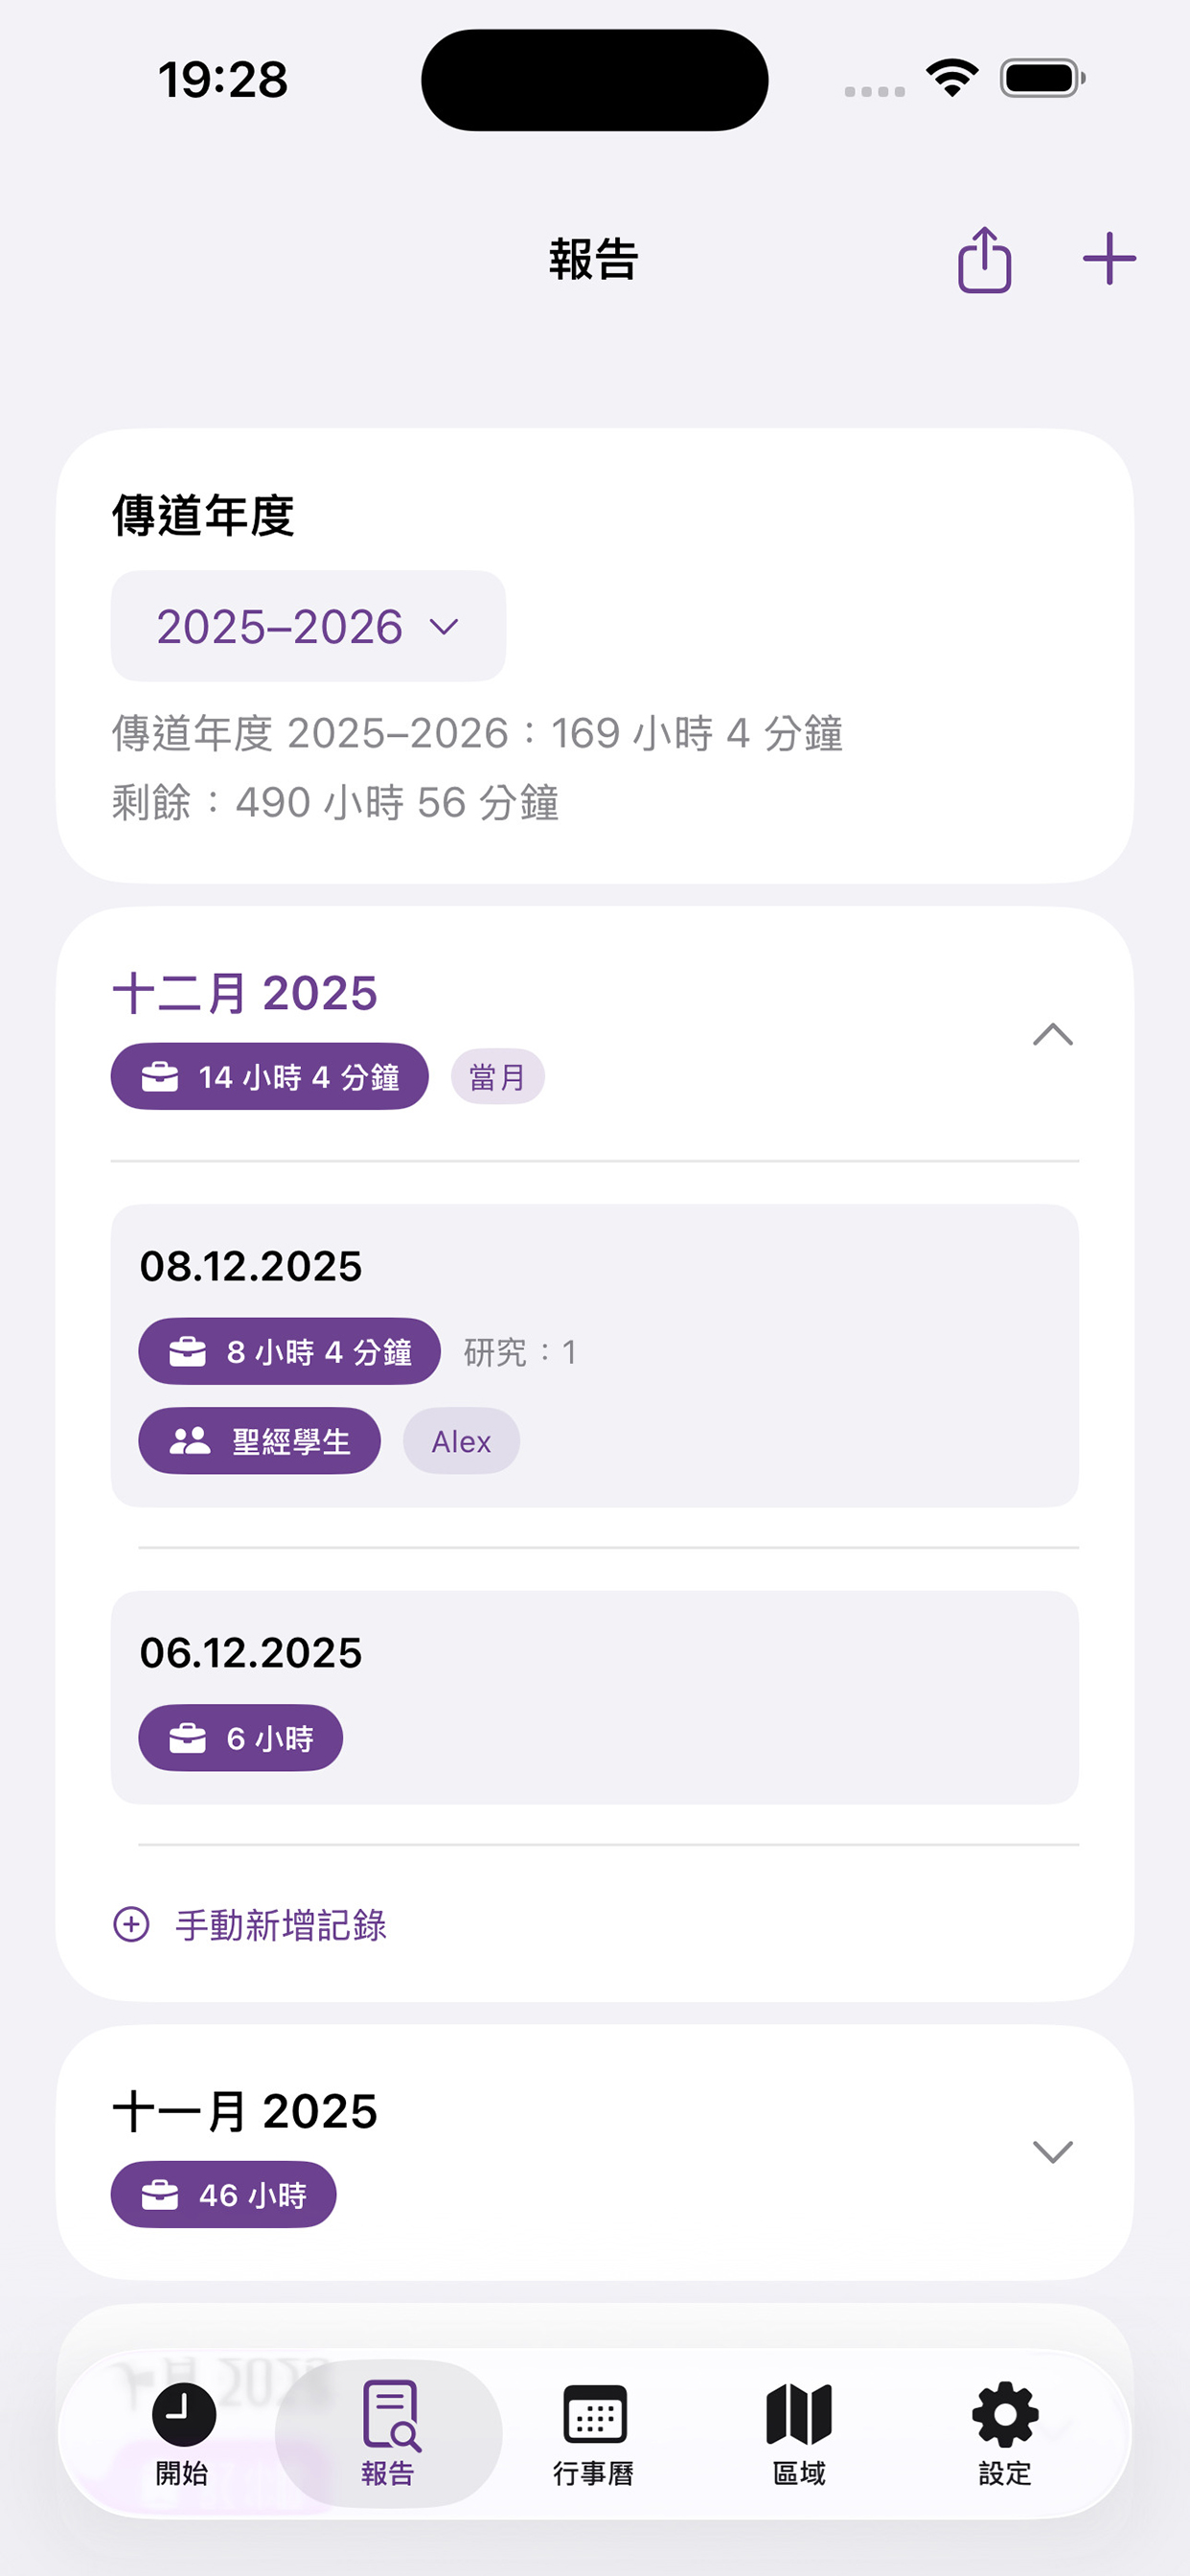 19:28
報告
傳道年度
2025–2026
傳道年度 2025–2026：169 小時 4 分鐘
剩餘：490 小時 56 分鐘
十二月 2025
14 小時 4 分鐘 當月
08.12.2025
8 小時 4 分鐘 研究：1
聖經學生 Alex
06.12.2025
6 小時
手動新增記錄
十一月 2025
46 小時
開始 報告 行事曆 區域 設定